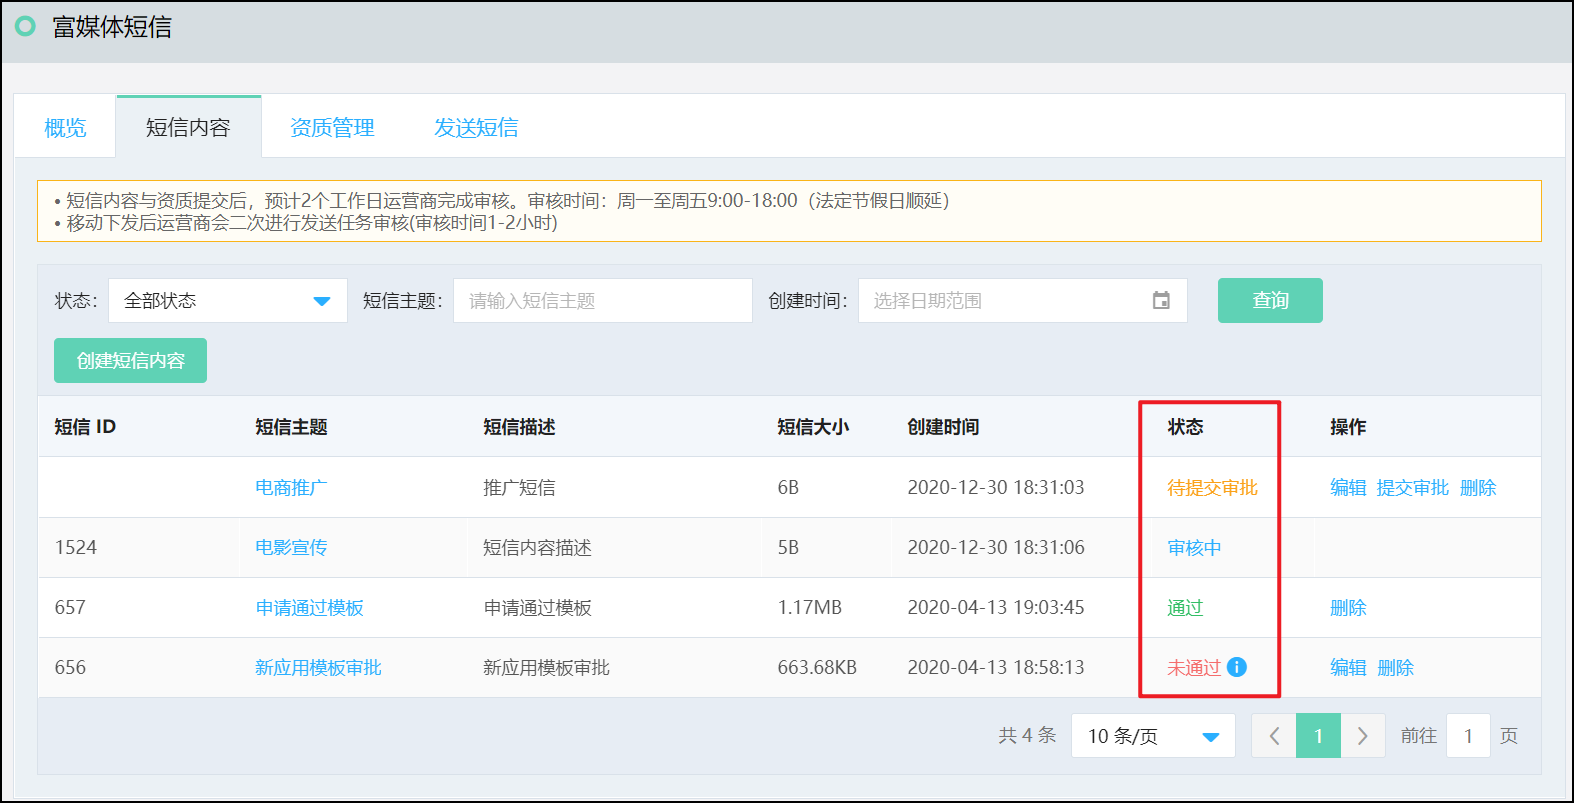 富媒体短信
概览 短信内容 资质管理 发送短信
• 短信内容与资质提交后，预计2个工作日运营商完成审核。审核时间：周一至周五9:00-18:00（法定节假日顺延）
• 移动下发后运营商会二次进行发送任务审核(审核时间1-2小时)
状态： 全部状态 短信主题： 请输入短信主题 创建时间： 选择日期范围 查询
创建短信内容
短信 ID 短信主题 短信描述 短信大小 创建时间 状态 操作
电商推广 推广短信 6B 2020-12-30 18:31:03 待提交审批 编辑 提交审批 删除
1524 电影宣传 短信内容描述 5B 2020-12-30 18:31:06 审核中
657 申请通过模板 申请通过模板 1.17MB 2020-04-13 19:03:45 通过 删除
656 新应用模板审批 新应用模板审批 663.68KB 2020-04-13 18:58:13 未通过 编辑 删除
共 4 条 10 条/页 1 前往 1 页